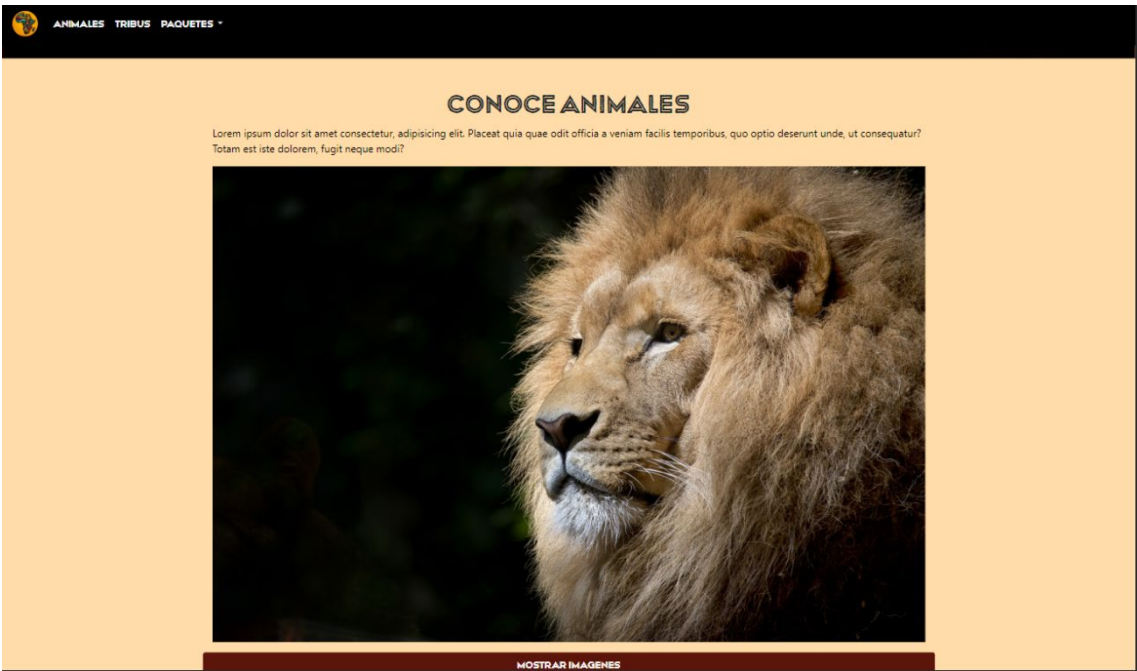 ANIMALES TRIBUS PAQUETES
CONOCE ANIMALES
Lorem ipsum dolor sit amet consectetur, adipisicing elit. Placeat quia quae odit officia a veniam facilis temporibus, quo optio deserunt unde, ut consequatur?
Totam est iste dolorem, fugit neque modi?
MOSTRAR IMAGENES